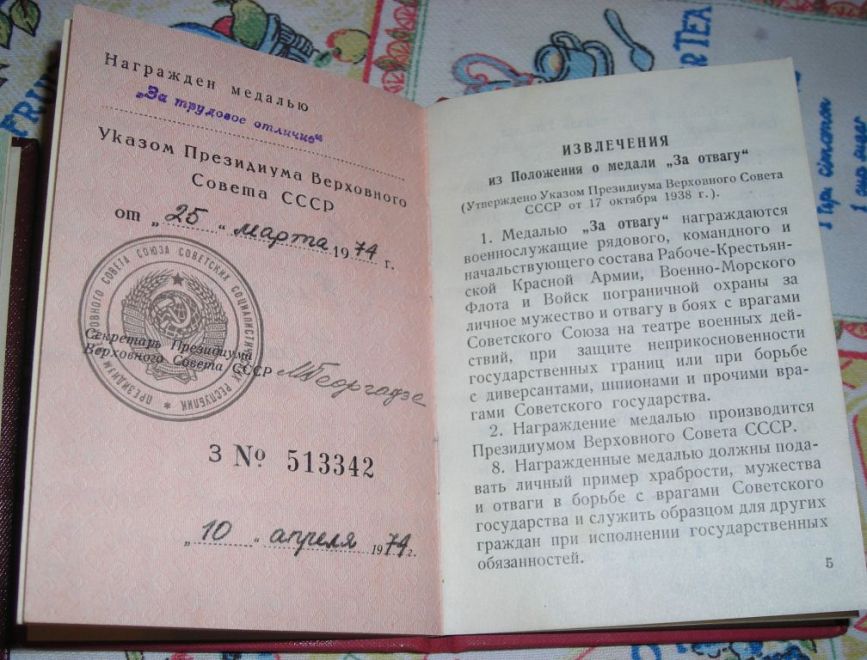 Награжден медалью
„За трудовое отличие“
Указом Президиума Верховного
Совета СССР
от „25“ марта 1974 г.
Секретарь Президиума
Верховного Совета СССР МГеоргадзе
З № 513342
„10“ апреля 1974г.
ИЗВЛЕЧЕНИЯ
из Положения о медали „За отвагу“
(Утверждено Указом Президиума Верховного Совета
СССР от 17 октября 1938 г.).
1. Медалью „За отвагу“ награждаются
военнослужащие рядового, командного и
начальствующего состава Рабоче-Крестьян-
ской Красной Армии, Военно-Морского
Флота и Войск пограничной охраны за
личное мужество и отвагу в боях с врагами
Советского Союза на театре военных дей-
ствий, при защите неприкосновенности
государственных границ или при борьбе
с диверсантами, шпионами и прочими вра-
гами Советского государства.
2. Награждение медалью производится
Президиумом Верховного Совета СССР.
8. Награжденные медалью должны пода-
вать личный пример храбрости, мужества
и отваги в борьбе с врагами Советского
государства и служить образцом для других
граждан при исполнении государственных
обязанностей.
5
TEA